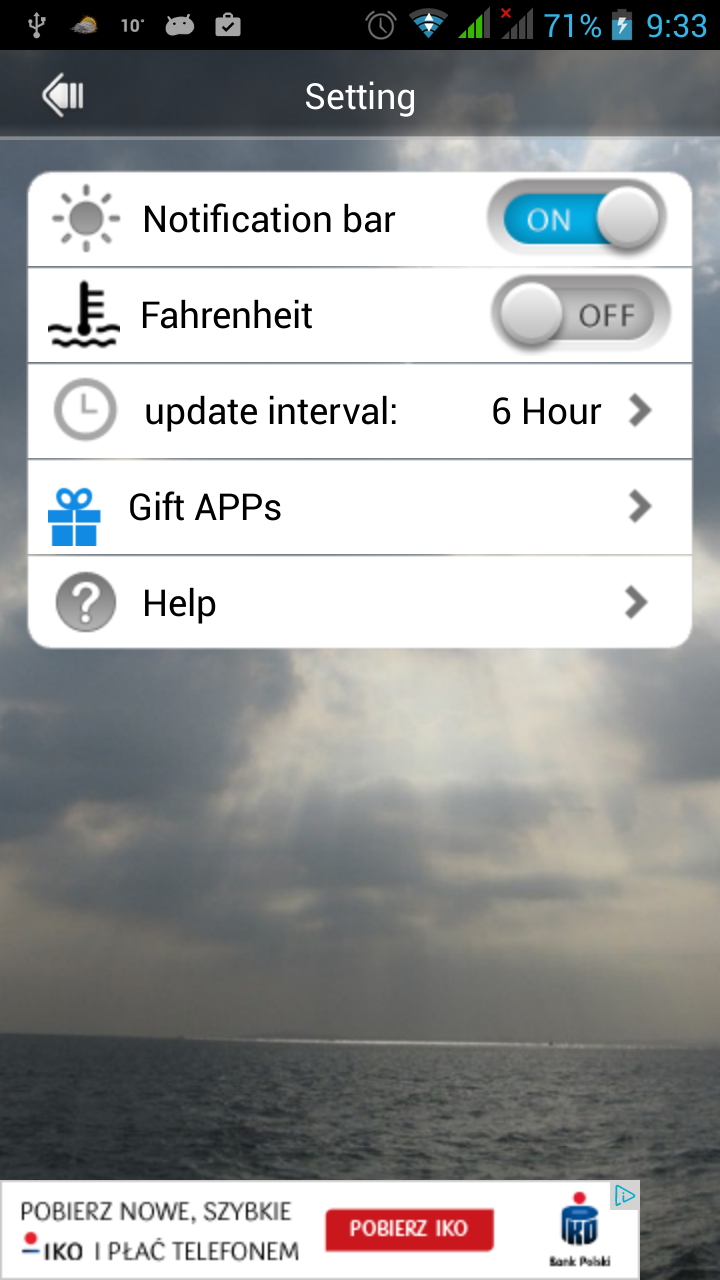 10° 71% 9:33
Setting
Notification bar ON
Fahrenheit OFF
update interval: 6 Hour
Gift APPs
Help
POBIERZ NOWE, SZYBKIE
IKO I PŁAĆ TELEFONEM
POBIERZ IKO
Bank Polski